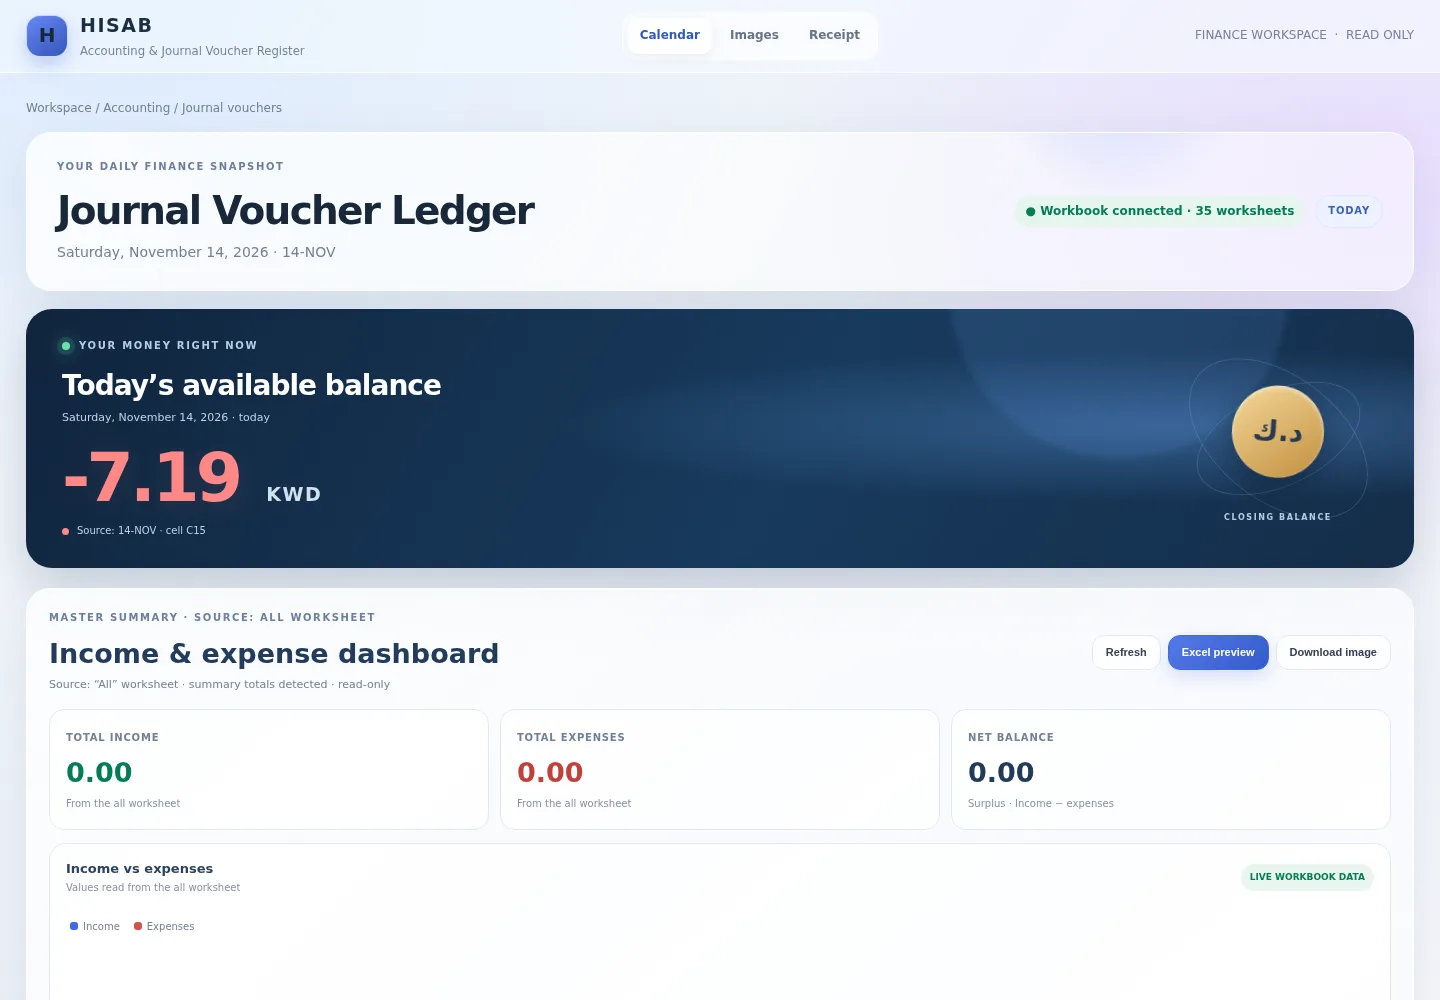 H
HISAB
Accounting & Journal Voucher Register
Calendar Images Receipt
FINANCE WORKSPACE · READ ONLY
Workspace / Accounting / Journal vouchers
YOUR DAILY FINANCE SNAPSHOT
Journal Voucher Ledger
Saturday, November 14, 2026 · 14-NOV
● Workbook connected · 35 worksheets
TODAY
YOUR MONEY RIGHT NOW
Today’s available balance
Saturday, November 14, 2026 · today
-7.19 KWD
Source: 14-NOV · cell C15
د.ك
CLOSING BALANCE
MASTER SUMMARY · SOURCE: ALL WORKSHEET
Income & expense dashboard
Source: “All” worksheet · summary totals detected · read-only
Refresh Excel preview Download image
TOTAL INCOME
0.00
From the all worksheet
TOTAL EXPENSES
0.00
From the all worksheet
NET BALANCE
0.00
Surplus · Income − expenses
Income vs expenses
Values read from the all worksheet
LIVE WORKBOOK DATA
Income Expenses